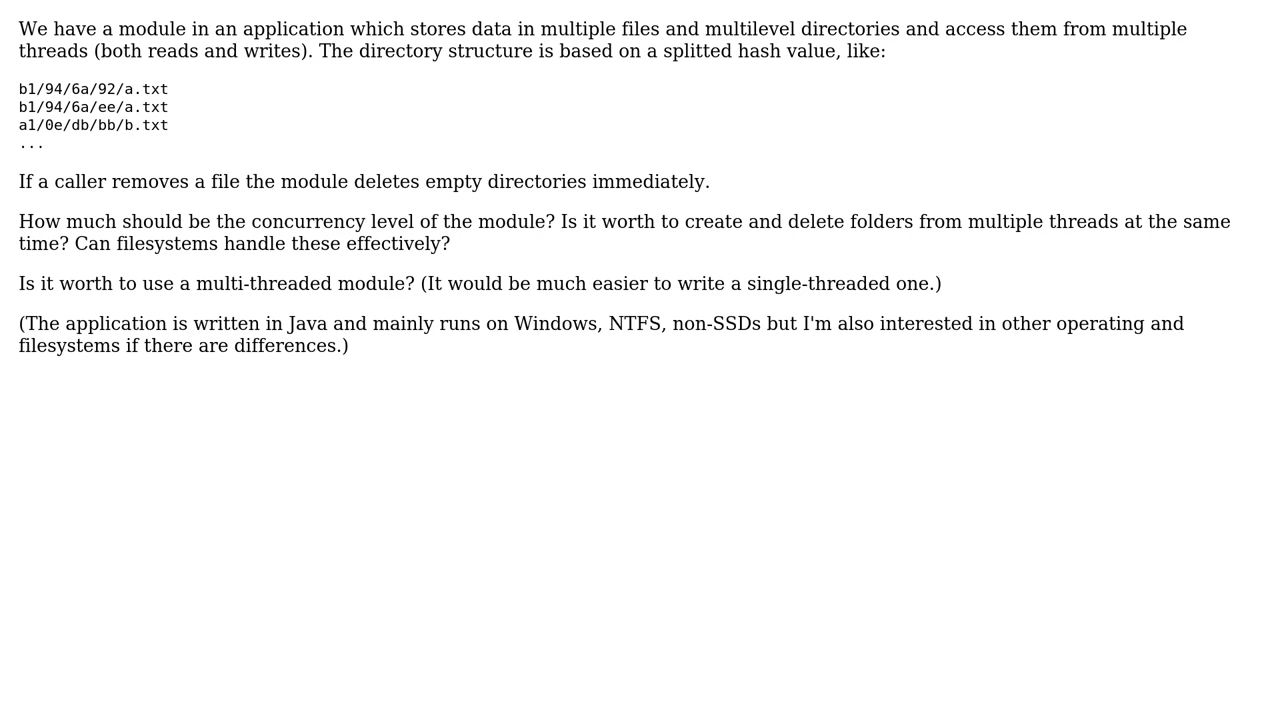 We have a module in an application which stores data in multiple files and multilevel directories and access them from multiple
threads (both reads and writes). The directory structure is based on a splitted hash value, like:
b1/94/6a/92/a.txt
b1/94/6a/ee/a.txt
a1/0e/db/bb/b.txt
...
If a caller removes a file the module deletes empty directories immediately.
How much should be the concurrency level of the module? Is it worth to create and delete folders from multiple threads at the same
time? Can filesystems handle these effectively?
Is it worth to use a multi-threaded module? (It would be much easier to write a single-threaded one.)
(The application is written in Java and mainly runs on Windows, NTFS, non-SSDs but I'm also interested in other operating and
filesystems if there are differences.)